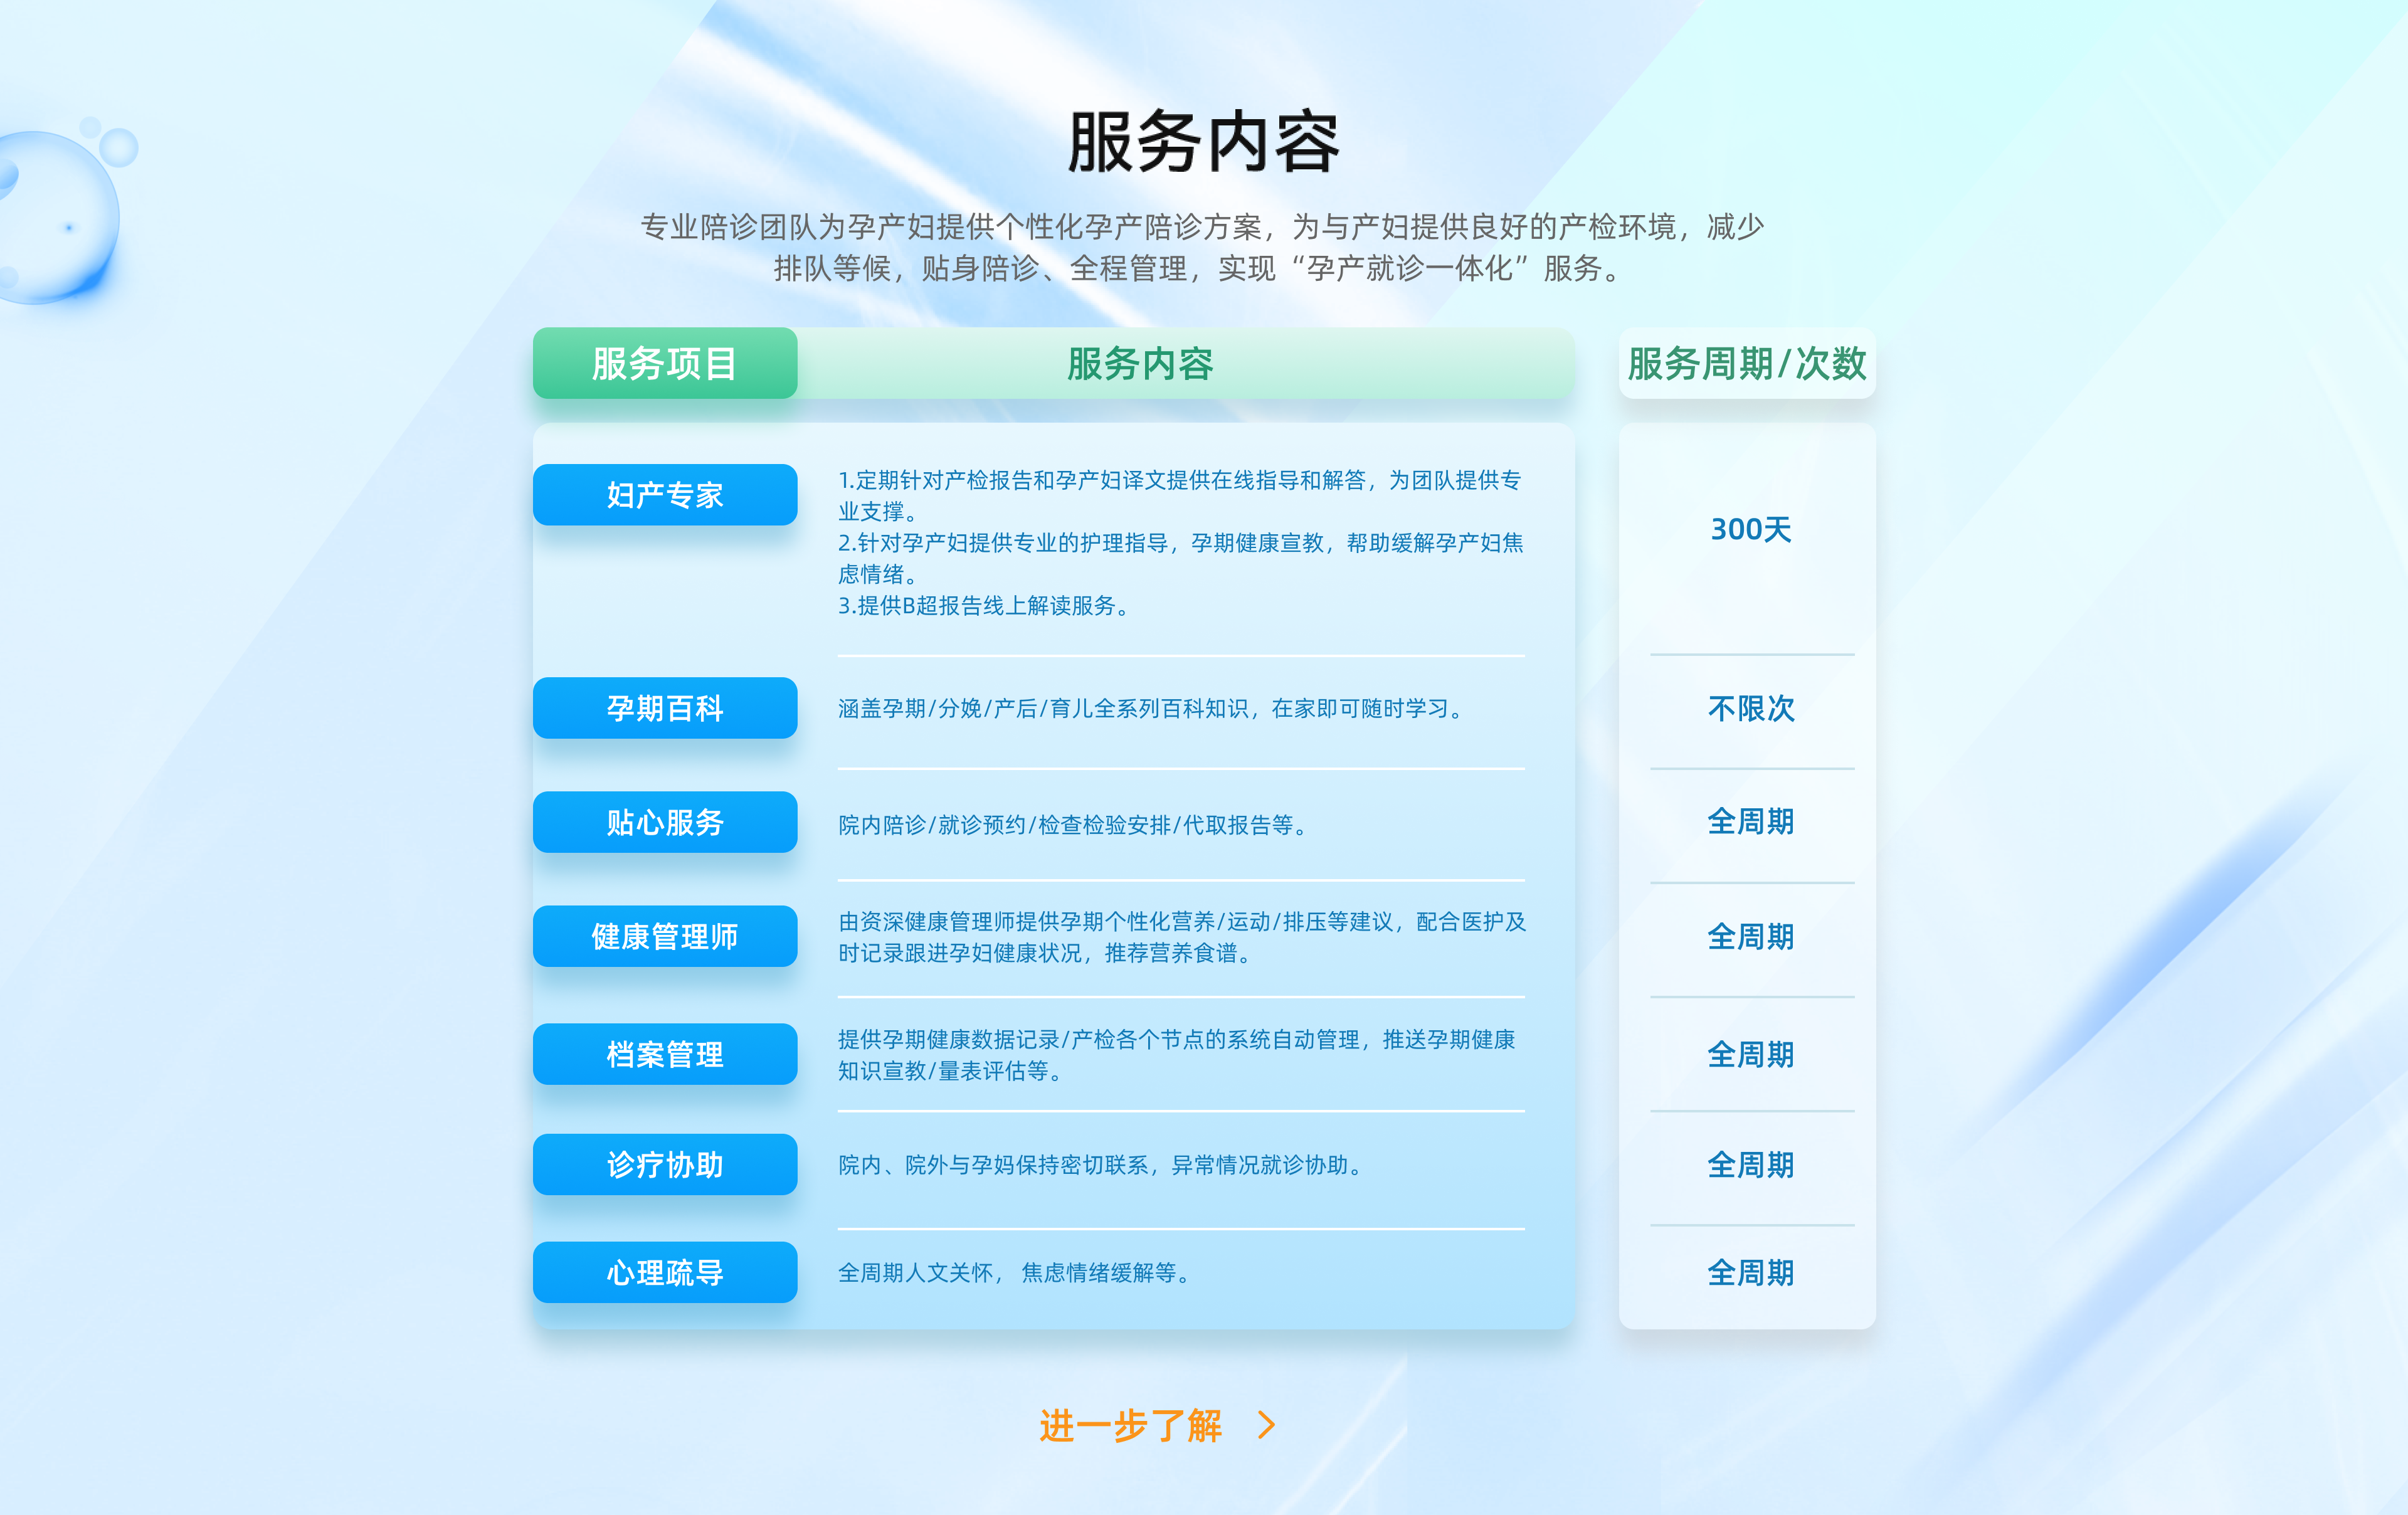 服务内容
专业陪诊团队为孕产妇提供个性化孕产陪诊方案，为与产妇提供良好的产检环境，减少
排队等候，贴身陪诊、全程管理，实现“孕产就诊一体化”服务。
服务项目
服务内容
服务周期/次数
妇产专家
1.定期针对产检报告和孕产妇译文提供在线指导和解答，为团队提供专
业支撑。
2.针对孕产妇提供专业的护理指导，孕期健康宣教，帮助缓解孕产妇焦
虑情绪。
3.提供B超报告线上解读服务。
300天
孕期百科
涵盖孕期/分娩/产后/育儿全系列百科知识，在家即可随时学习。
不限次
贴心服务
院内陪诊/就诊预约/检查检验安排/代取报告等。
全周期
健康管理师
由资深健康管理师提供孕期个性化营养/运动/排压等建议，配合医护及
时记录跟进孕妇健康状况，推荐营养食谱。
全周期
档案管理
提供孕期健康数据记录/产检各个节点的系统自动管理，推送孕期健康
知识宣教/量表评估等。
全周期
诊疗协助
院内、院外与孕妈保持密切联系，异常情况就诊协助。
全周期
心理疏导
全周期人文关怀， 焦虑情绪缓解等。
全周期
进一步了解